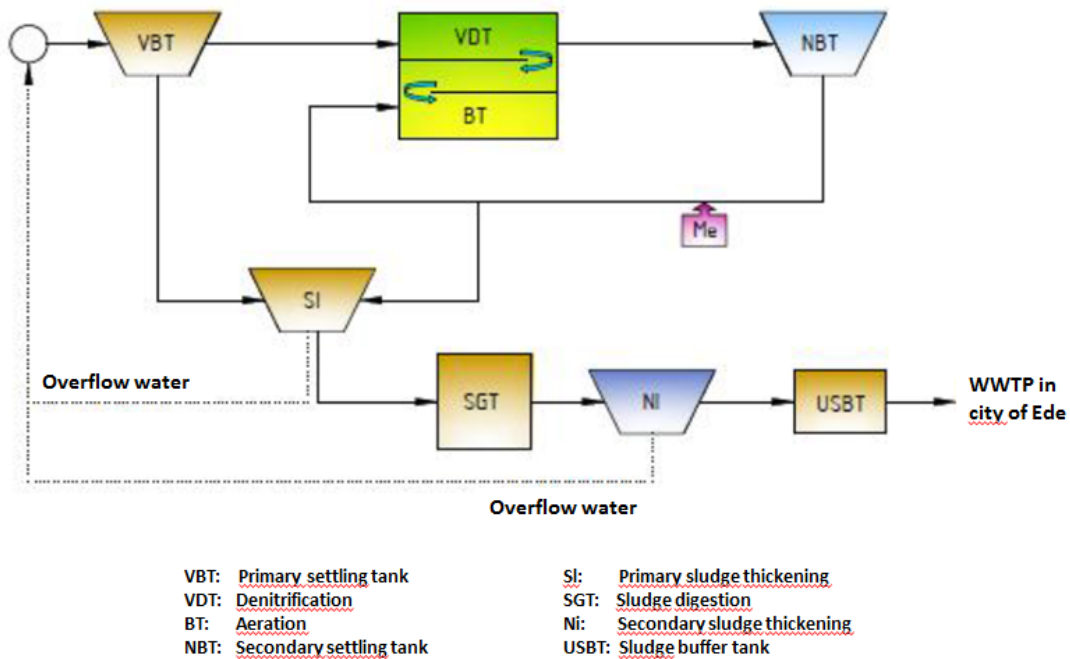 VBT
VDT
NBT
BT
Me
SI
Overflow water
SGT
NI
USBT
WWTP in
city of Ede
Overflow water
VBT: Primary settling tank
VDT: Denitrification
BT: Aeration
NBT: Secondary settling tank
Sl: Primary sludge thickening
SGT: Sludge digestion
Ni: Secondary sludge thickening
USBT: Sludge buffer tank